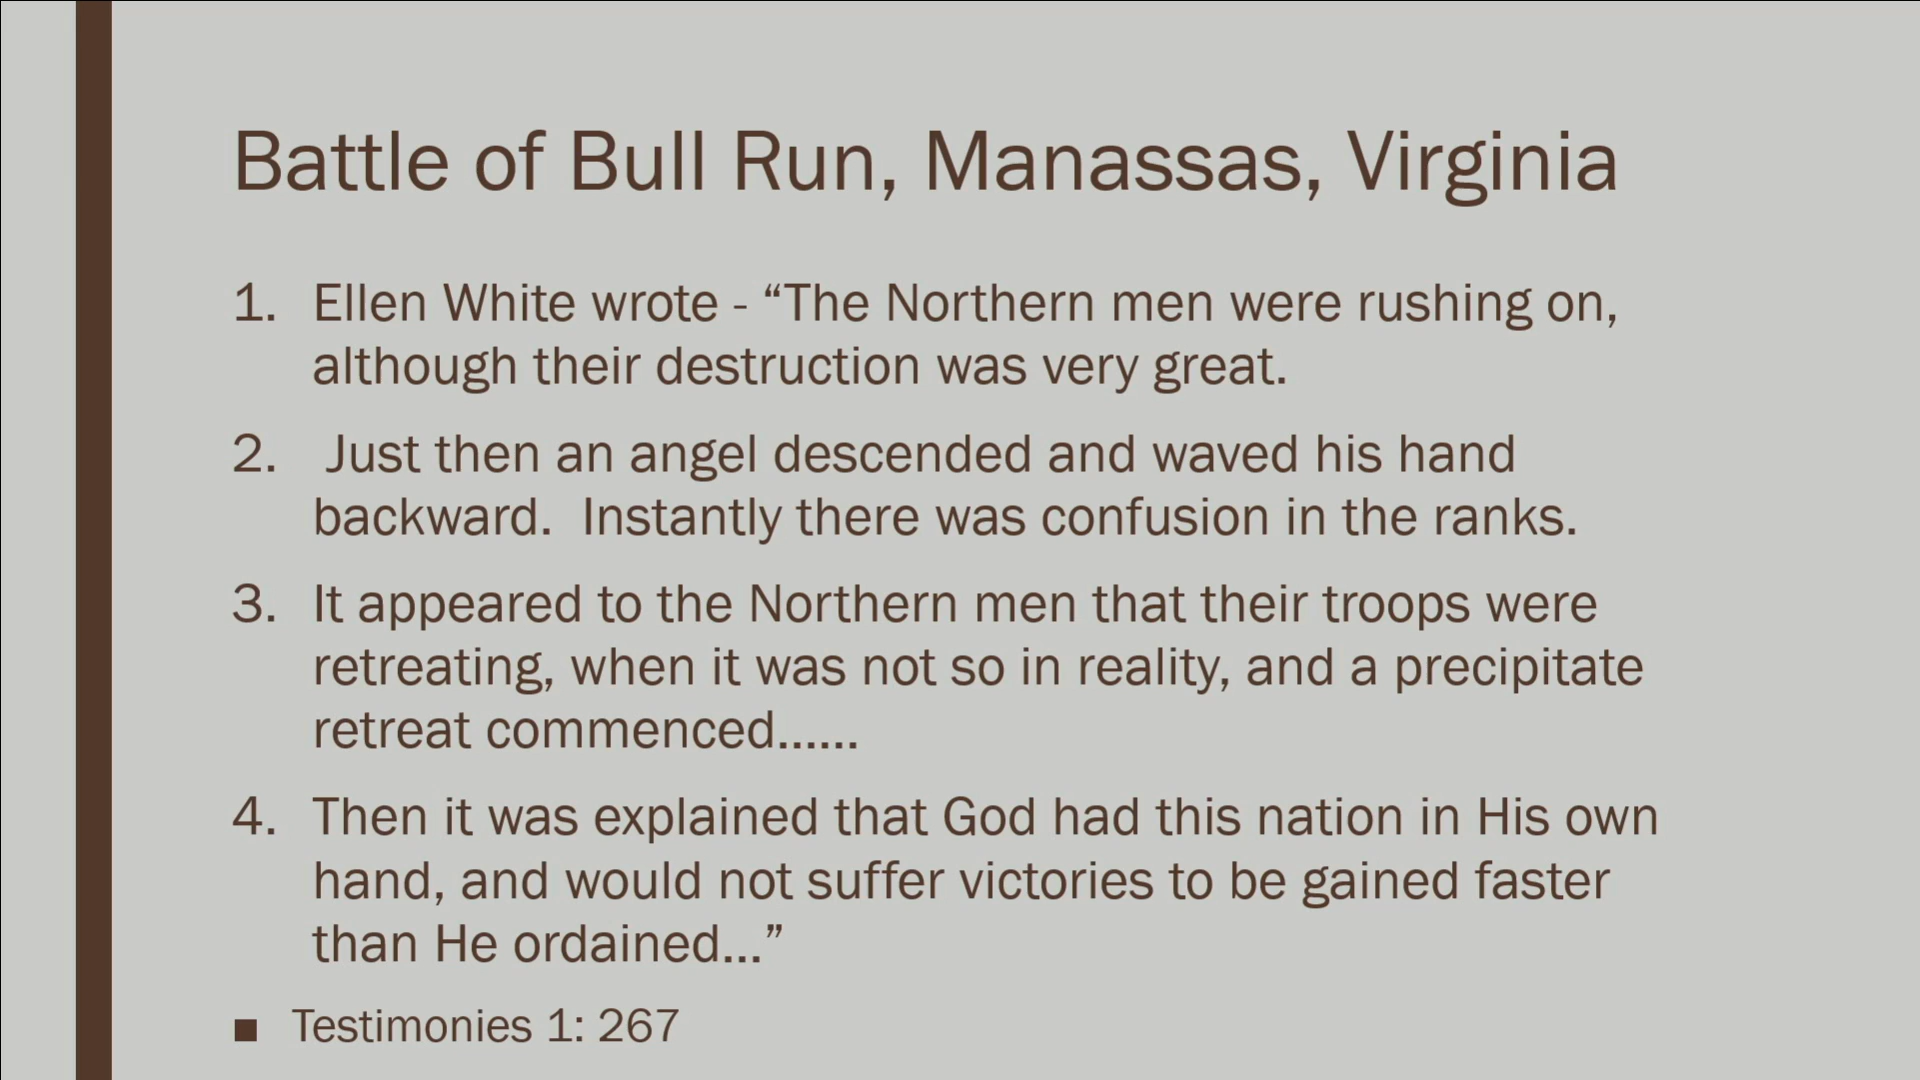 Battle of Bull Run, Manassas, Virginia
1. Ellen White wrote - “The Northern men were rushing on,
although their destruction was very great.
2. Just then an angel descended and waved his hand
backward.  Instantly there was confusion in the ranks.
3. It appeared to the Northern men that their troops were
retreating, when it was not so in reality, and a precipitate
retreat commenced......
4. Then it was explained that God had this nation in His own
hand, and would not suffer victories to be gained faster
than He ordained...”
■ Testimonies 1: 267